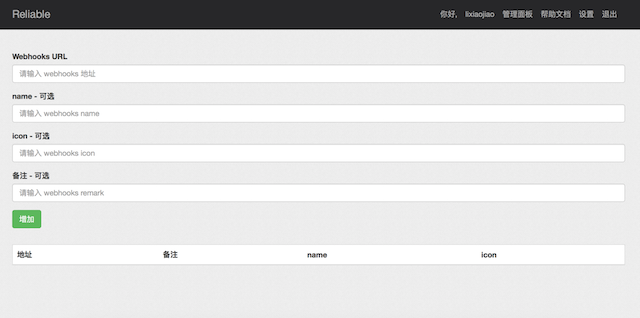 Reliable 你好, lixiaojiao 管理面板 帮助文档 设置 退出
Webhooks URL
请输入 webhooks 地址
name - 可选
请输入 webhooks name
icon - 可选
请输入 webhooks icon
备注 - 可选
请输入 webhooks remark
增加
地址 备注 name icon